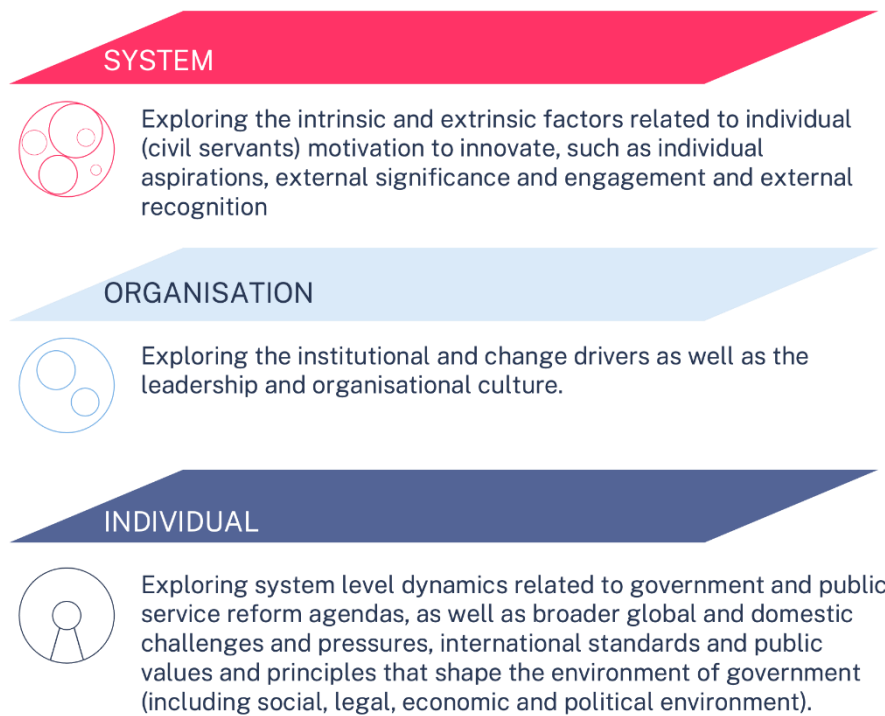 SYSTEM
Exploring the intrinsic and extrinsic factors related to individual
(civil servants) motivation to innovate, such as individual
aspirations, external significance and engagement and external
recognition
ORGANISATION
Exploring the institutional and change drivers as well as the
leadership and organisational culture.
INDIVIDUAL
Exploring system level dynamics related to government and public
service reform agendas, as well as broader global and domestic
challenges and pressures, international standards and public
values and principles that shape the environment of government
(including social, legal, economic and political environment).